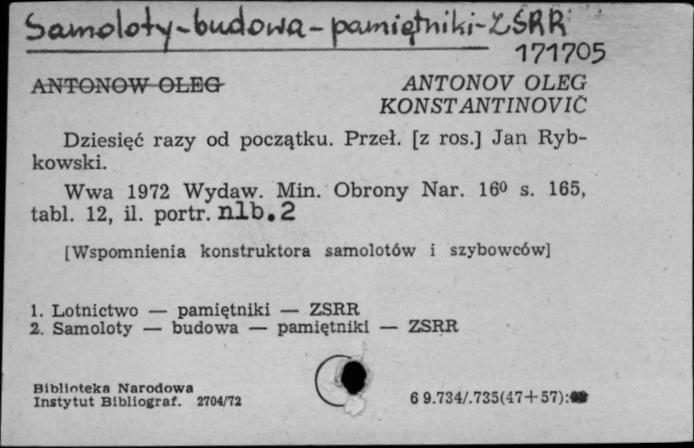 Samoloty-budowa-pamiętniki-ZSRR
171705
ANTONOW OLEG
ANTONOV OLEG
KONSTANTINOVIČ
Dziesięć razy od początku. Przeł. [z ros.] Jan Ryb-
kowski.
Wwa 1972 Wydaw. Min. Obrony Nar. 16⁰ s. 165,
tabl. 12, il. portr. nlb. 2
[Wspomnienia konstruktora samolotów i szybowców]
1. Lotnictwo — pamiętniki — ZSRR
2. Samoloty — budowa — pamiętniki — ZSRR
Biblioteka Narodowa
Instytut Bibliograf. 2704/72
6 9.734/.735(47+57):